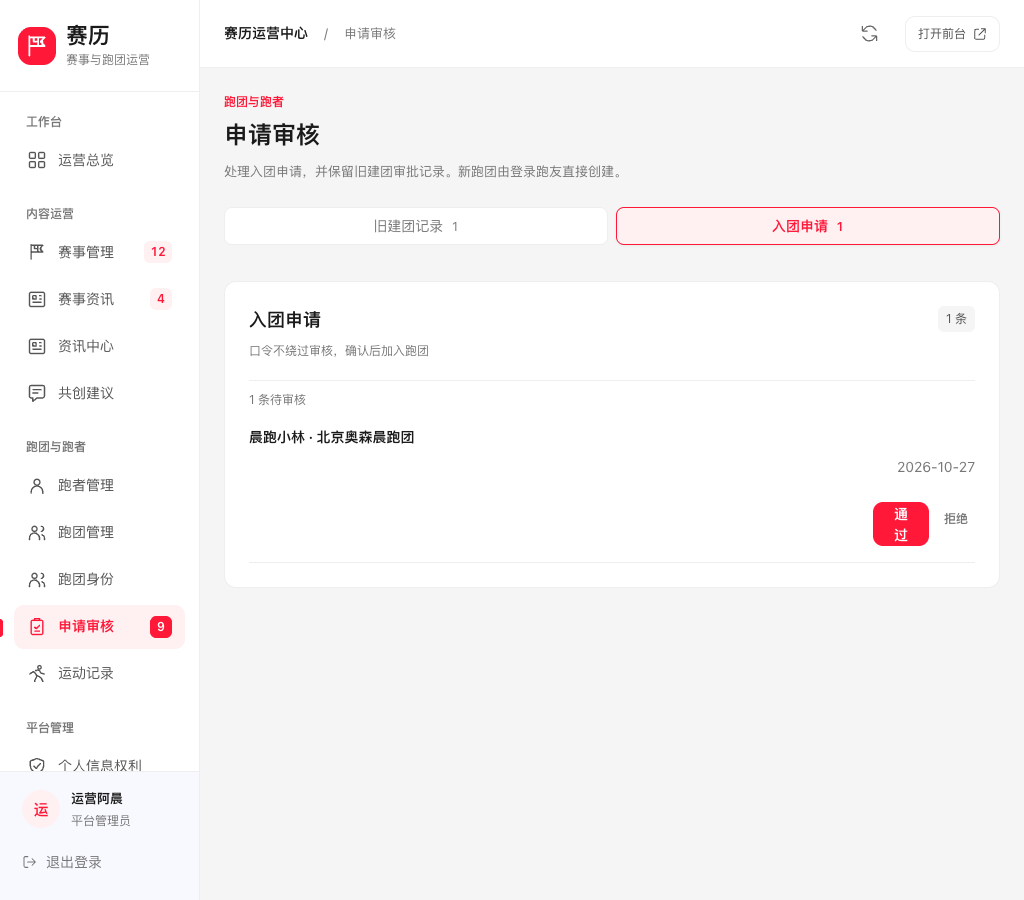 赛历
赛事与跑团运营
工作台
运营总览
内容运营
赛事管理 12
赛事资讯 4
资讯中心
共创建议
跑团与跑者
跑者管理
跑团管理
跑团身份
申请审核 9
运动记录
平台管理
个人信息权利
运 运营阿晨
平台管理员
退出登录
赛历运营中心 / 申请审核
打开前台
跑团与跑者
申请审核
处理入团申请，并保留旧建团审批记录。新跑团由登录跑友直接创建。
旧建团记录 1
入团申请 1
入团申请
1 条
口令不绕过审核，确认后加入跑团
1 条待审核
晨跑小林 · 北京奥森晨跑团
2026-10-27
通
过
拒绝